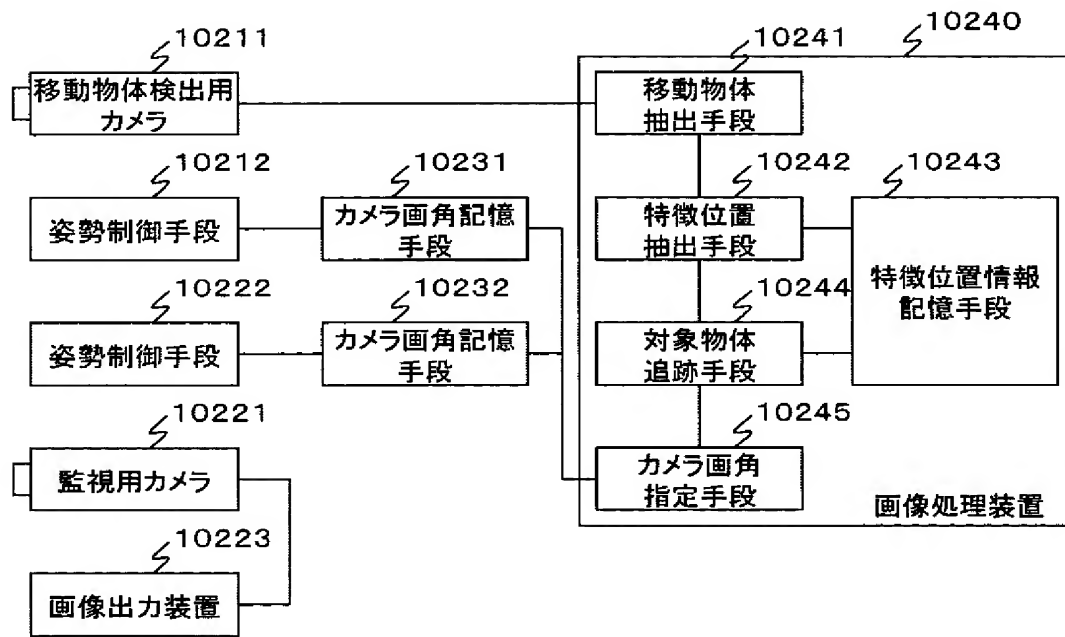 10240
10211
10241
移動物体検出用
カメラ
移動物体
抽出手段
10212
10231
10242
10243
姿勢制御手段
カメラ画角記憶
手段
特徴位置
抽出手段
特徴位置情報
記憶手段
10222
10232
10244
姿勢制御手段
カメラ画角記憶
手段
対象物体
追跡手段
10221
10245
監視用カメラ
カメラ画角
指定手段
画像処理装置
10223
画像出力装置